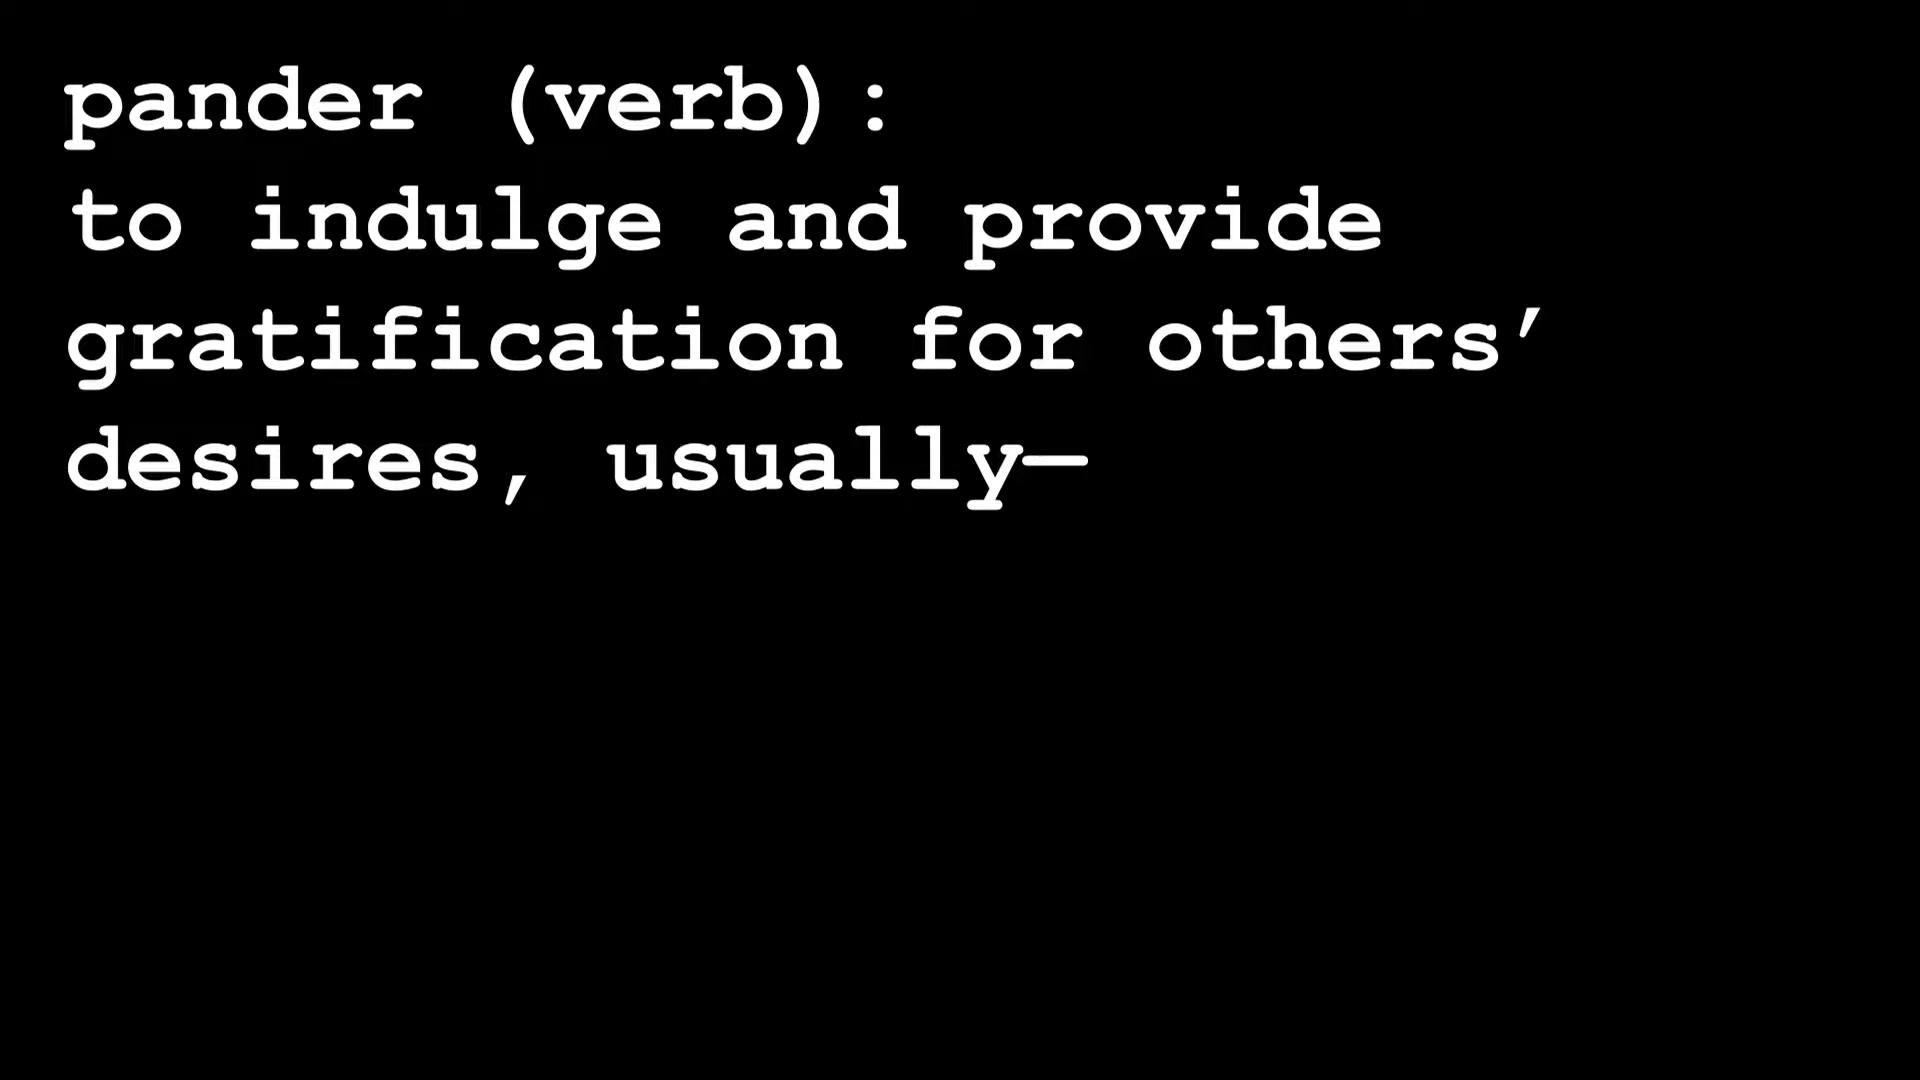 pander (verb):
to indulge and provide
gratification for others’
desires, usually—